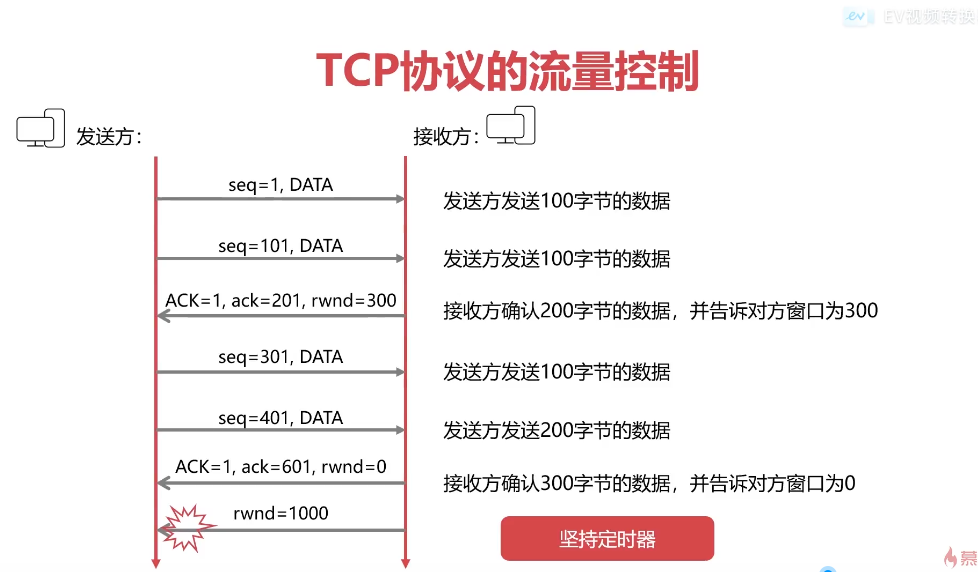 EV视频转换
TCP协议的流量控制
发送方:
接收方:
seq=1, DATA
发送方发送100字节的数据
seq=101, DATA
发送方发送100字节的数据
ACK=1, ack=201, rwnd=300
接收方确认200字节的数据，并告诉对方窗口为300
seq=301, DATA
发送方发送100字节的数据
seq=401, DATA
发送方发送200字节的数据
ACK=1, ack=601, rwnd=0
接收方确认300字节的数据，并告诉对方窗口为0
rwnd=1000
坚持定时器
慕